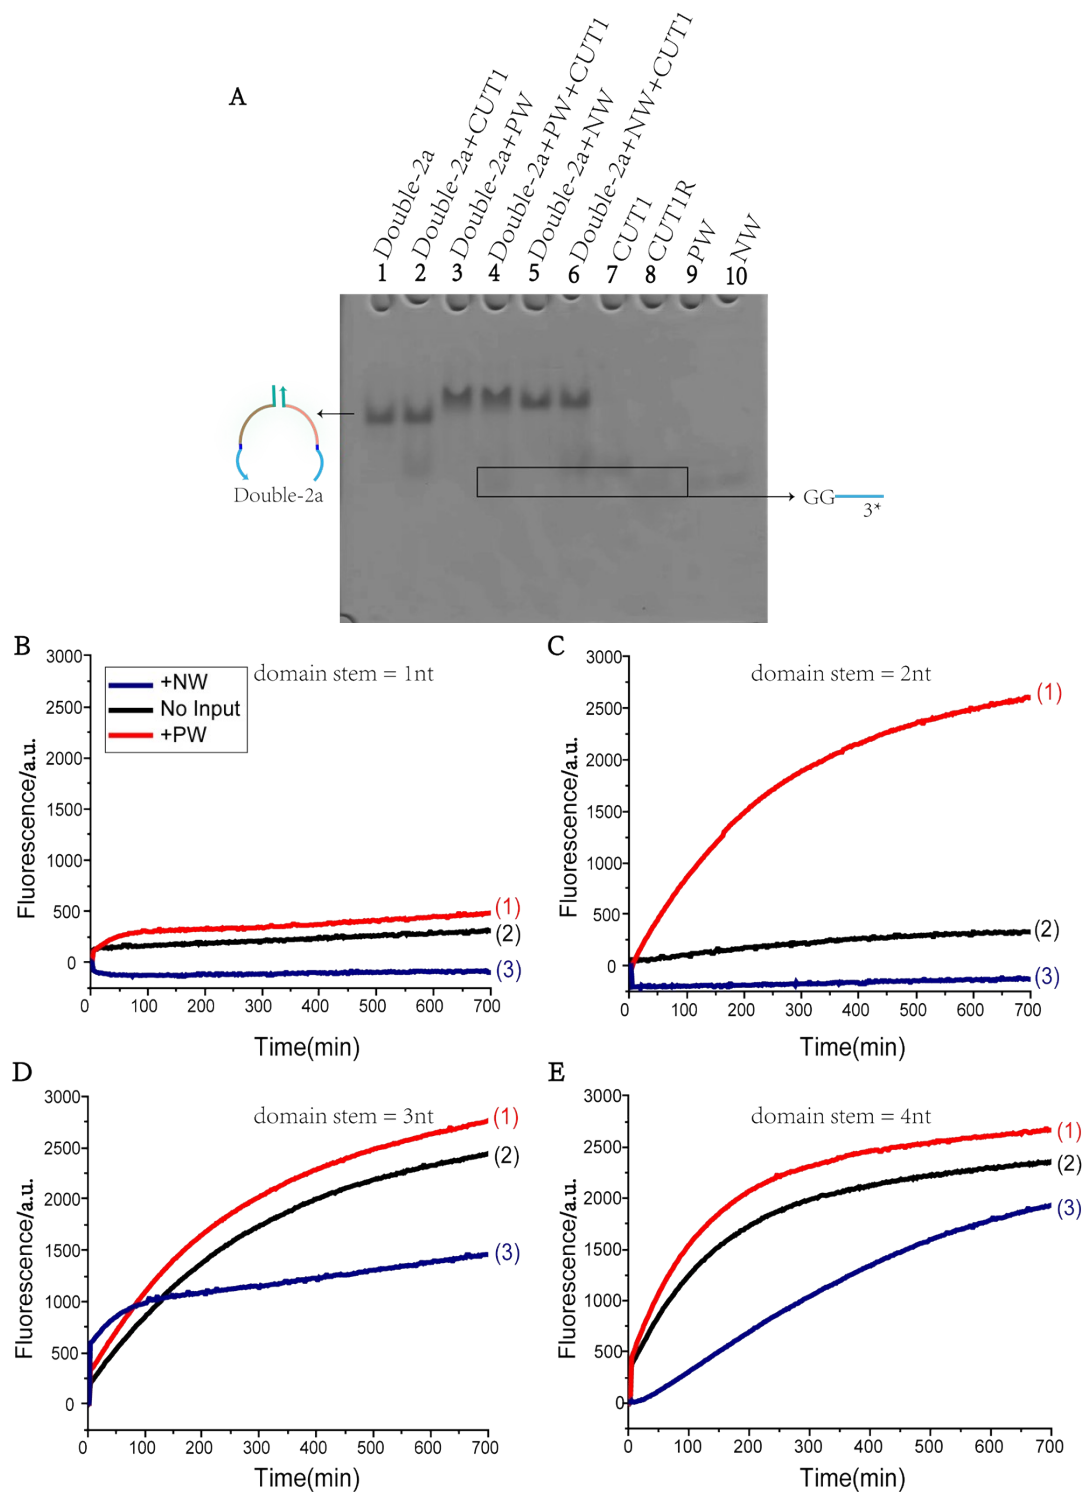 A
Double-2a
Double-2a+CUT1
Double-2a+PW
Double-2a+PW+CUT1
Double-2a+NW
Double-2a+NW+CUT1
CUT1
CUT1R
PW
NW
1 2 3 4 5 6 7 8 9 10
Double-2a
GG
3*
B
domain stem = 1nt
+NW
No Input
+PW
3000
2500
2000
1500
1000
500
0
Fluorescence/a.u.
(1)
(2)
(3)
0 100 200 300 400 500 600 700
Time(min)
C
domain stem = 2nt
3000
2500
2000
1500
1000
500
0
Fluorescence/a.u.
(1)
(2)
(3)
0 100 200 300 400 500 600 700
Time(min)
D
domain stem = 3nt
3000
2500
2000
1500
1000
500
0
Fluorescence/a.u.
(1)
(2)
(3)
0 100 200 300 400 500 600 700
Time(min)
E
domain stem = 4nt
3000
2500
2000
1500
1000
500
0
Fluorescence/a.u.
(1)
(2)
(3)
0 100 200 300 400 500 600 700
Time(min)